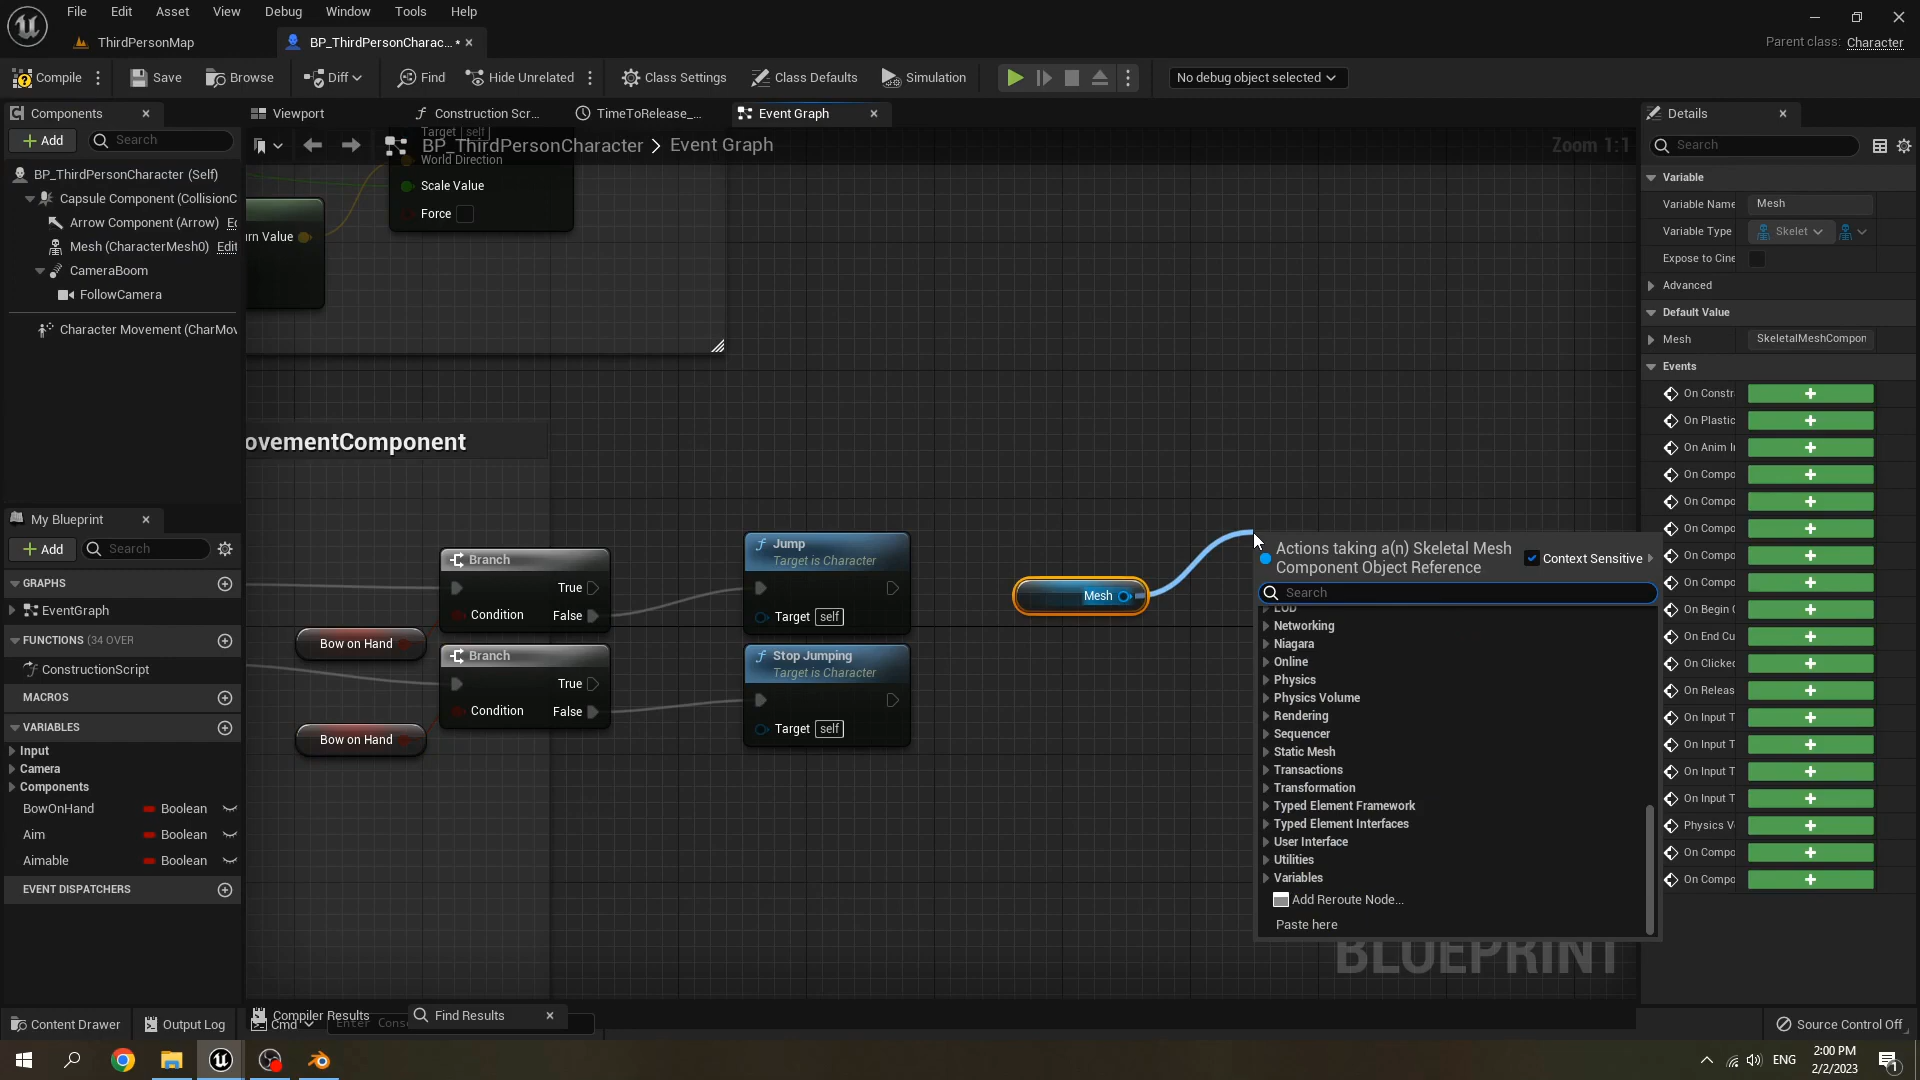 File Edit Asset View Debug Window Tools Help
ThirdPersonMap
BP_ThirdPersonCharac... *
Parent class: Character
Compile
Save
Browse
Diff
Find
Hide Unrelated
Class Settings
Class Defaults
Simulation
No debug object selected
Components
Viewport
Construction Scr...
TimeToRelease_...
Event Graph
Details
Add
Search
BP_ThirdPersonCharacter > Event Graph
Zoom 1:1
Search
BP_ThirdPersonCharacter (Self)
Capsule Component (CollisionC
Arrow Component (Arrow) Ed
Mesh (CharacterMesh0) Edit
CameraBoom
FollowCamera
Character Movement (CharMov
Target self
World Direction
Scale Value
Force
urn Value
Variable
Variable Name Mesh
Variable Type Skelet
Expose to Cine
Advanced
Default Value
Mesh SkeletalMeshCompon
Events
On Constr
On Plastic
On Anim I
On Compo
On Compo
On Compo
On Compo
On Compo
On Begin
On End Cu
On Clicked
On Releas
On Input T
On Input T
On Input T
On Input T
Physics V
On Compo
On Compo
ovementComponent
Branch
True
Condition
False
Bow on Hand
Branch
True
Condition
False
Bow on Hand
Jump
Target is Character
Target self
Stop Jumping
Target is Character
Target self
Mesh
Actions taking a(n) Skeletal Mesh
Component Object Reference
Context Sensitive
Search
LOD
Networking
Niagara
Online
Physics
Physics Volume
Rendering
Sequencer
Static Mesh
Transactions
Transformation
Typed Element Framework
Typed Element Interfaces
User Interface
Utilities
Variables
Add Reroute Node...
Paste here
BLUEPRINT
My Blueprint
Add
Search
GRAPHS
EventGraph
FUNCTIONS (34 OVER
ConstructionScript
MACROS
VARIABLES
Input
Camera
Components
BowOnHand Boolean
Aim Boolean
Aimable Boolean
EVENT DISPATCHERS
Compiler Results
Find Results
Content Drawer
Output Log
Cmd
Enter Cons
Source Control Off
ENG
2:00 PM
2/2/2023
1